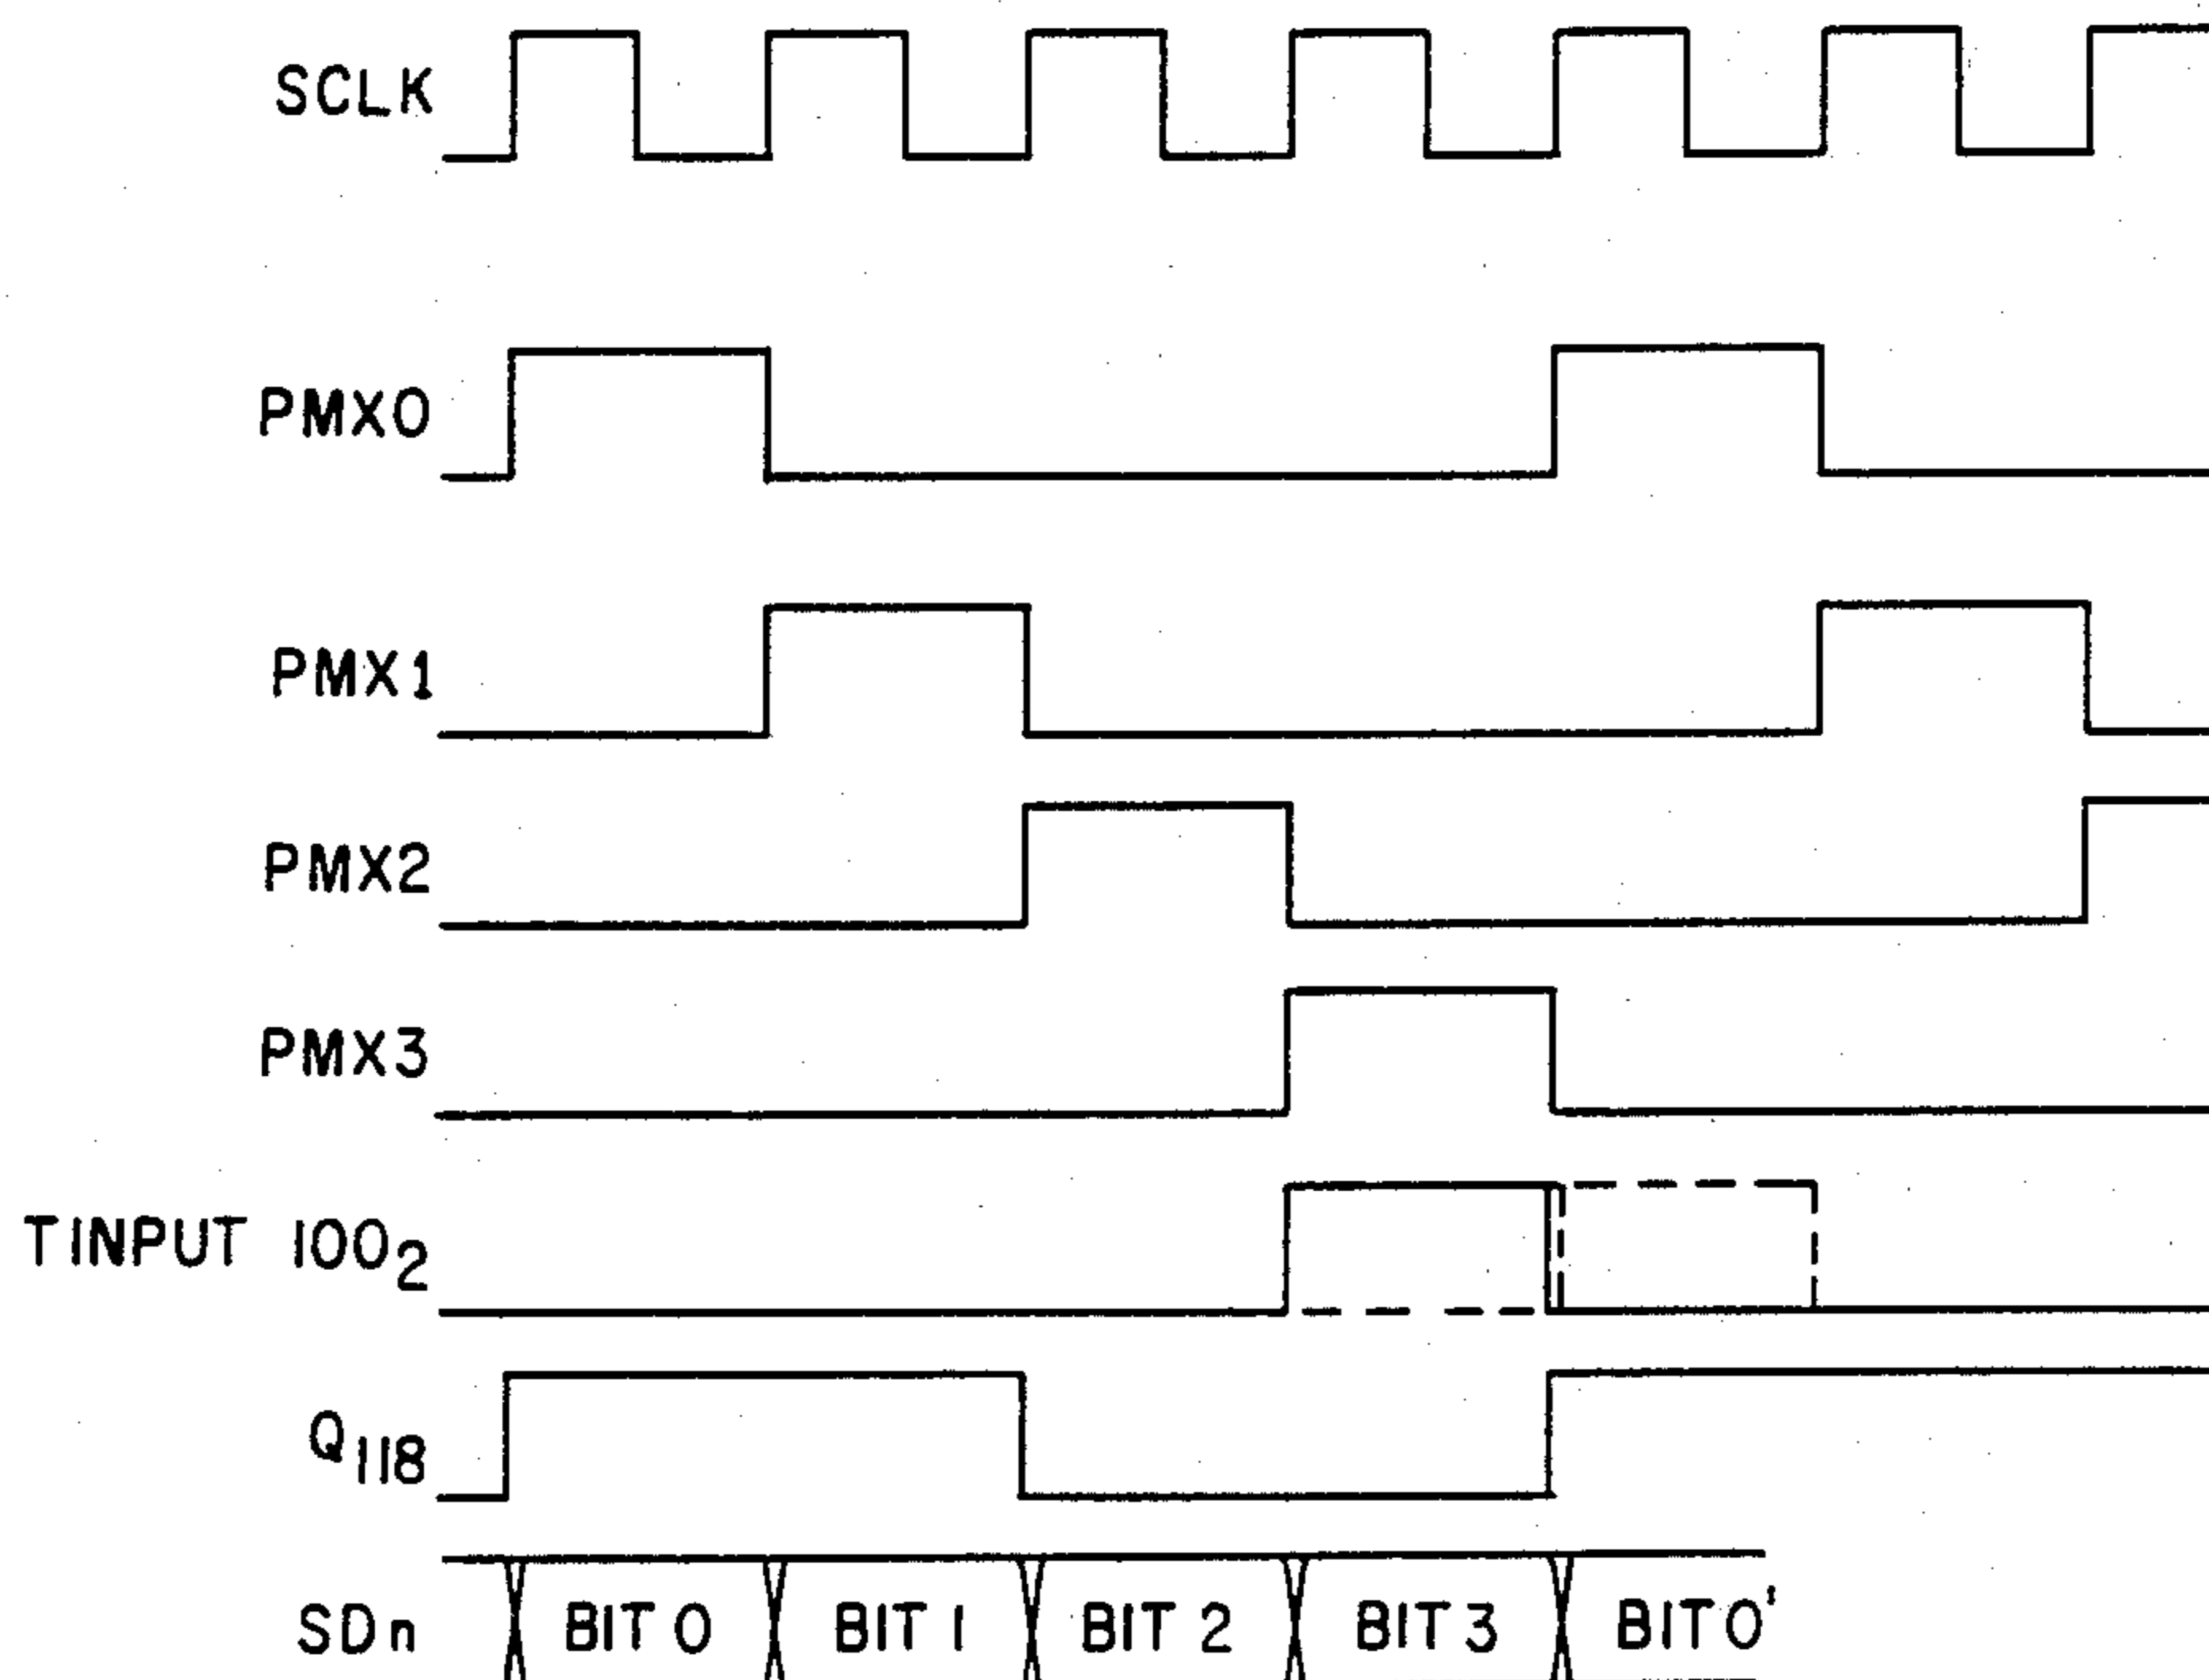 SCLK
PMX0
PMX1
PMX2
PMX3
TINPUT 100₂
Q₁₁₈
SDn BIT 0 BIT 1 BIT 2 BIT 3 BIT 0'